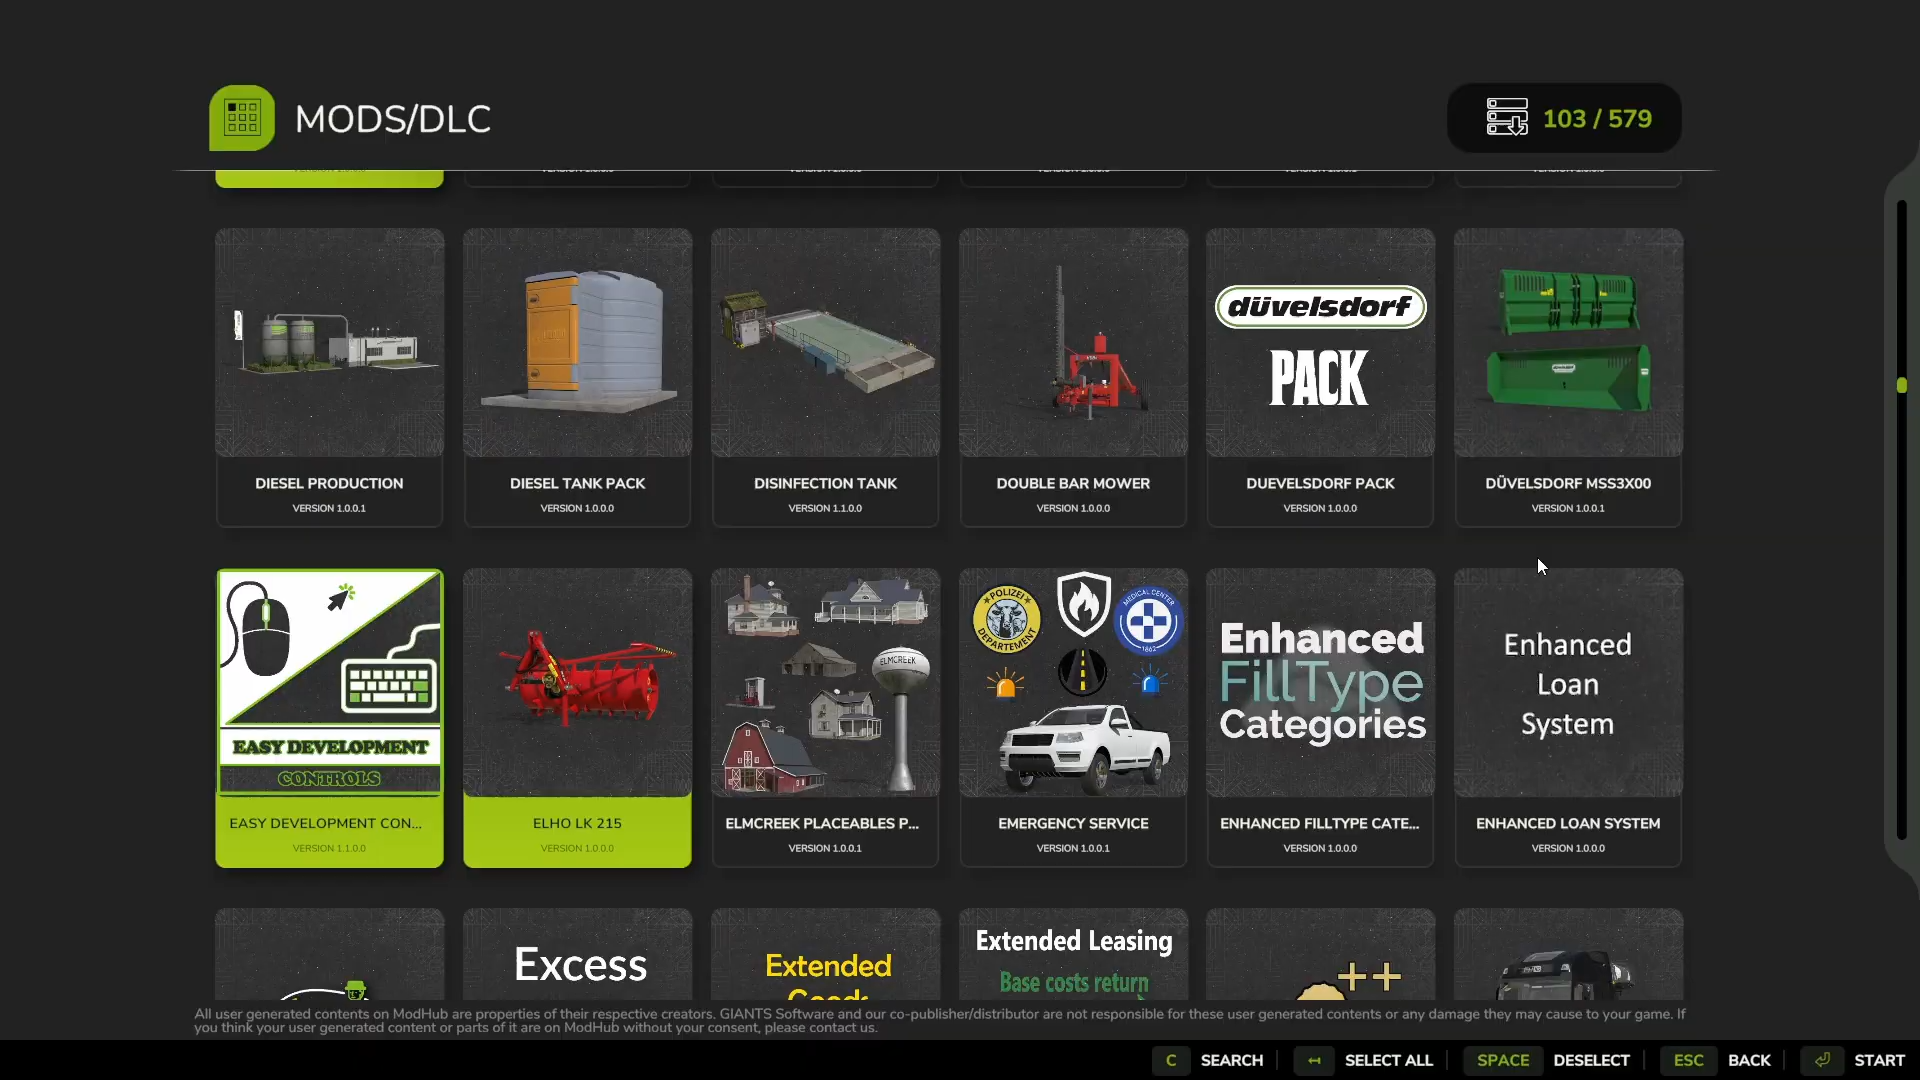 MODS/DLC
103 / 579
düvelsdorf
PACK
DIESEL PRODUCTION
VERSION 1.0.0.1
DIESEL TANK PACK
VERSION 1.0.0.0
DISINFECTION TANK
VERSION 1.1.0.0
DOUBLE BAR MOWER
VERSION 1.0.0.0
DUEVELSDORF PACK
VERSION 1.0.0.0
DÜVELSDORF MSS3X00
VERSION 1.0.0.1
EASY DEVELOPMENT
CONTROLS
ELMCREEK
POLIZEI
DEPARTEMENT
MEDICAL CENTER
1862
Enhanced
FillType
Categories
Enhanced
Loan
System
EASY DEVELOPMENT CON...
VERSION 1.1.0.0
ELHO LK 215
VERSION 1.0.0.0
ELMCREEK PLACEABLES P...
VERSION 1.0.0.1
EMERGENCY SERVICE
VERSION 1.0.0.1
ENHANCED FILLTYPE CATE...
VERSION 1.0.0.0
ENHANCED LOAN SYSTEM
VERSION 1.0.0.0
Excess
Extended
Extended Leasing
Base costs return
++
All user generated contents on ModHub are properties of their respective creators. GIANTS Software and our co-publisher/distributor are not responsible for these user generated contents or any damage they may cause to your game. If
you think your user generated content or parts of it are on ModHub without your consent, please contact us.
C SEARCH
SELECT ALL
SPACE DESELECT
ESC BACK
START